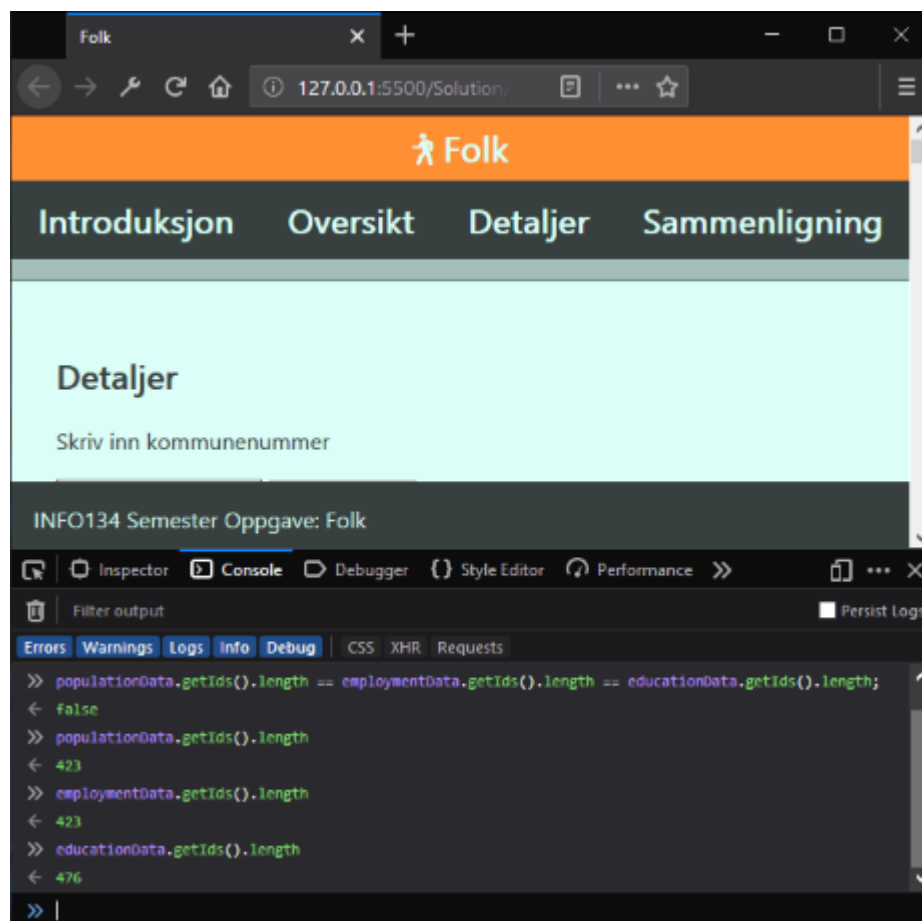 Folk
127.0.0.1:5500/Solution/
Folk
Introduksjon Oversikt Detaljer Sammenligning
Detaljer
Skriv inn kommunenummer
INFO134 Semester Oppgave: Folk
Inspector Console Debugger {} Style Editor Performance
Filter output Persist Logs
Errors Warnings Logs Info Debug CSS XHR Requests
>> populationData.getIds().length == employmentData.getIds().length == educationData.getIds().length;
← false
>> populationData.getIds().length
← 423
>> employmentData.getIds().length
← 423
>> educationData.getIds().length
← 476
>>